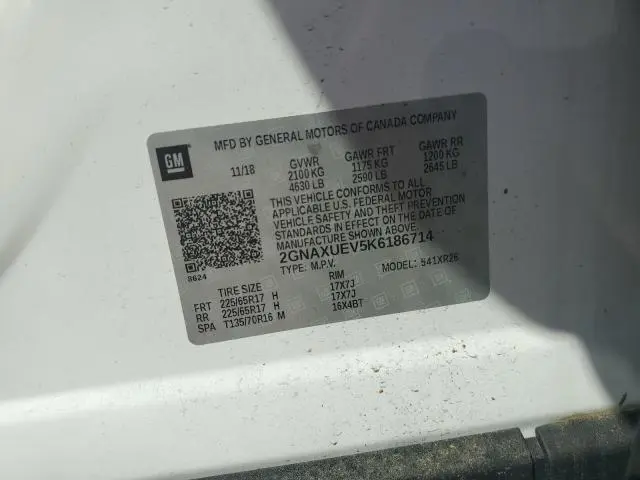 MFD BY GENERAL MOTORS OF CANADA COMPANY
GM
11/18 GVWR GAWR FRT GAWR RR
2100 KG 1175 KG 1200 KG
4630 LB 2590 LB 2645 LB
THIS VEHICLE CONFORMS TO ALL
APPLICABLE U.S. FEDERAL MOTOR
VEHICLE SAFETY AND THEFT PREVENTION
STANDARDS IN EFFECT ON THE DATE OF
MANUFACTURE SHOWN ABOVE.
2GNAXUEV5K6186714
TYPE: M.P.V. MODEL: 541XR26
8624
TIRE SIZE RIM
FRT 225/65R17 H 17X7J
RR 225/65R17 H 17X7J
SPA T135/70R16 M 16X4BT